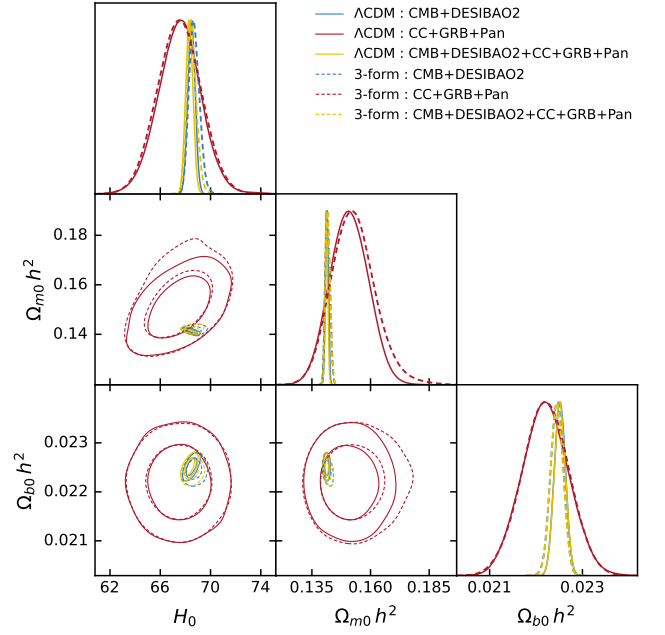 ΛCDM : CMB+DESIBAO2
ΛCDM : CC+GRB+Pan
ΛCDM : CMB+DESIBAO2+CC+GRB+Pan
3-form : CMB+DESIBAO2
3-form : CC+GRB+Pan
3-form : CMB+DESIBAO2+CC+GRB+Pan
0.18
0.16
0.14
Ωm0 h²
0.023
0.022
0.021
Ωb0 h²
62 66 70 74
0.135 0.160 0.185
0.021 0.023
H0
Ωm0 h²
Ωb0 h²